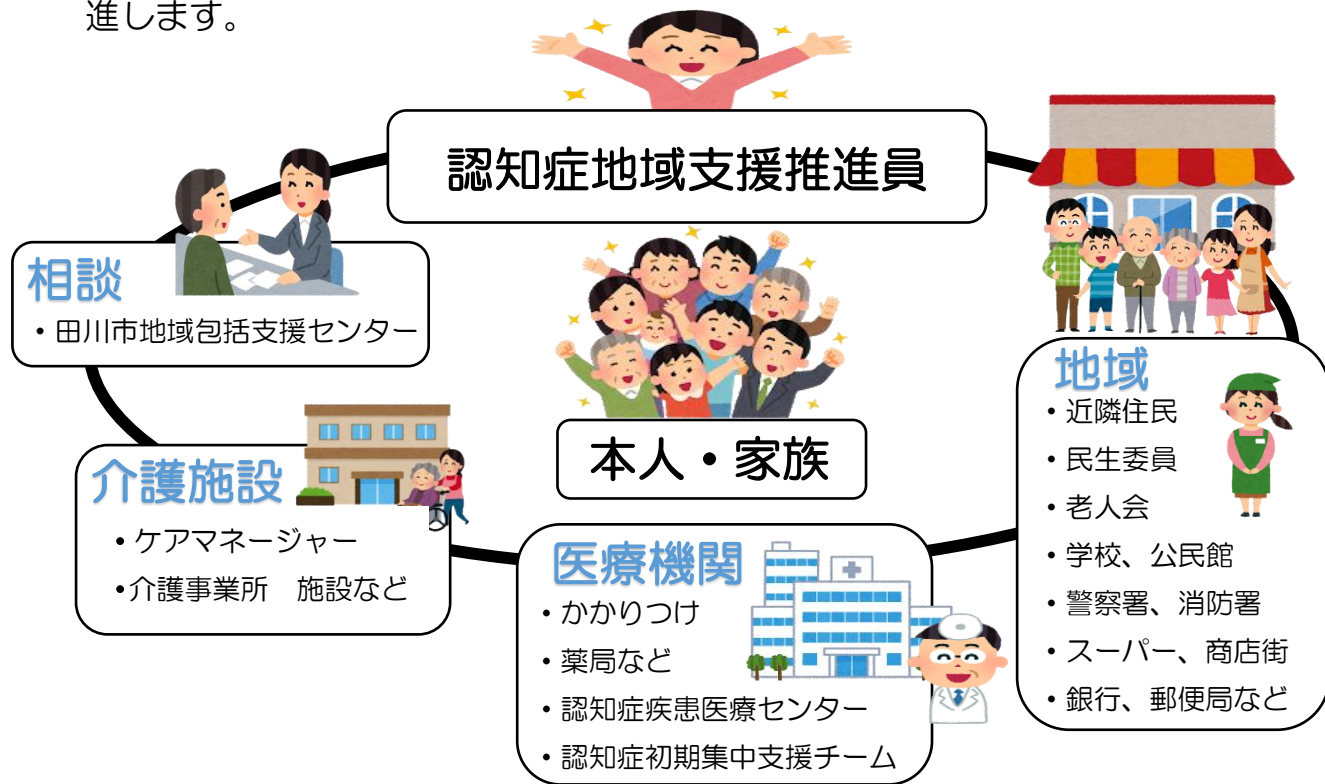 進します。
認知症地域支援推進員
相談
・田川市地域包括支援センター
本人・家族
介護施設
・ケアマネージャー
・介護事業所　施設など
医療機関
・かかりつけ
・薬局など
・認知症疾患医療センター
・認知症初期集中支援チーム
地域
・近隣住民
・民生委員
・老人会
・学校、公民館
・警察署、消防署
・スーパー、商店街
・銀行、郵便局など